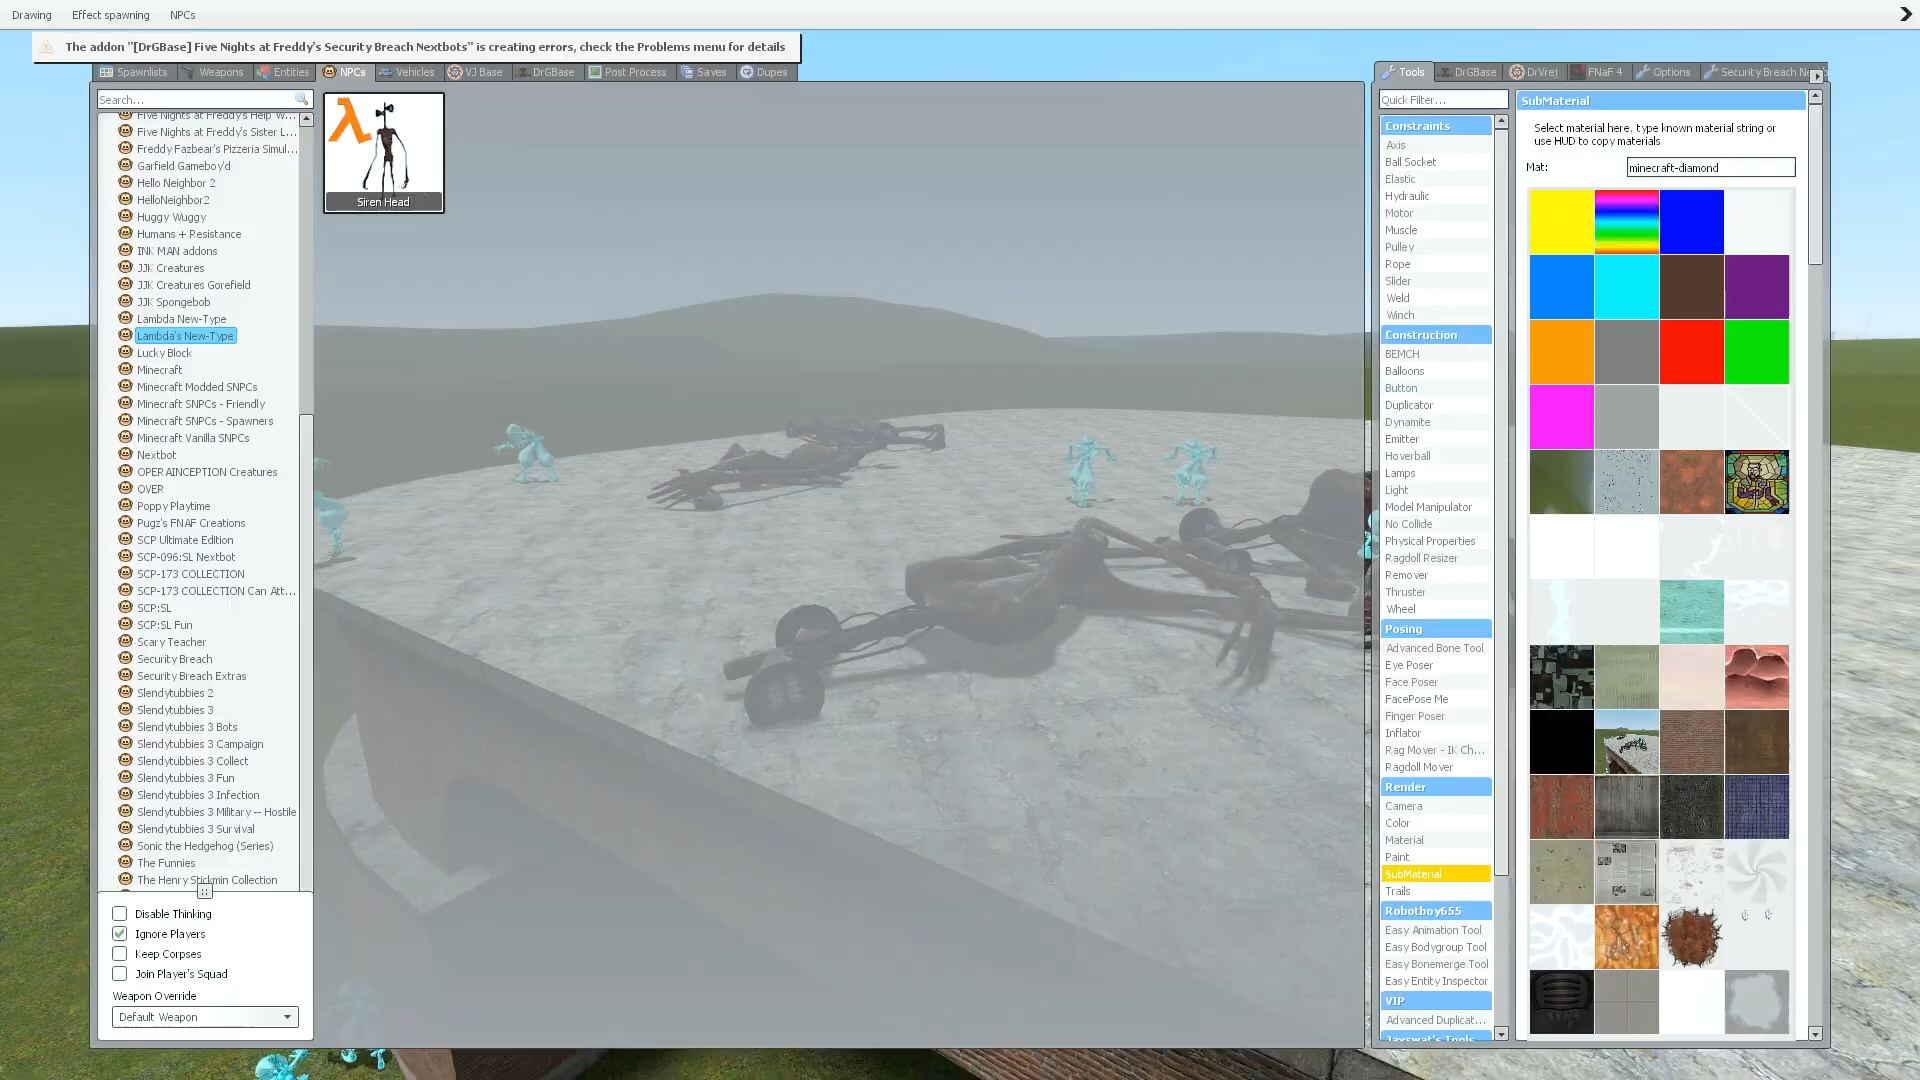 Drawing
Effect spawning
NPCs
The addon "[DrGBase] Five Nights at Freddy's Security Breach Nextbots" is creating errors, check the Problems menu for details
Spawnlists
Weapons
Entities
NPCs
Vehicles
VJ Base
DrGBase
Post Process
Saves
Dupes
Search...
Five Nights at Freddy's Help W...
Five Nights at Freddy's Sister L...
Freddy Fazbear's Pizzeria Simul...
Garfield Gameboy'd
Hello Neighbor 2
HelloNeighbor2
Huggy Wuggy
Humans + Resistance
INK MAN addons
JJK Creatures
JJK Creatures Gorefield
JJK Spongebob
Lambda New-Type
Lambda's New-Type
Lucky Block
Minecraft
Minecraft Modded SNPCs
Minecraft SNPCs - Friendly
Minecraft SNPCs - Spawners
Minecraft Vanilla SNPCs
Nextbot
OPERAINCEPTION Creatures
OVER
Poppy Playtime
Pugz's FNAF Creations
SCP Ultimate Edition
SCP-096:SL Nextbot
SCP-173 COLLECTION
SCP-173 COLLECTION Can Att...
SCP:SL
SCP:SL Fun
Scary Teacher
Security Breach
Security Breach Extras
Slendytubbies 2
Slendytubbies 3
Slendytubbies 3 Bots
Slendytubbies 3 Campaign
Slendytubbies 3 Collect
Slendytubbies 3 Fun
Slendytubbies 3 Infection
Slendytubbies 3 Military -- Hostile
Slendytubbies 3 Survival
Sonic the Hedgehog (Series)
The Funnies
The Henry Stickmin Collection
Disable Thinking
Ignore Players
Keep Corpses
Join Player's Squad
Weapon Override
Default Weapon
Siren Head
Tools
DrGBase
DrVrej
FNaF 4
Options
Security Breach Ne
Quick Filter...
Constraints
Axis
Ball Socket
Elastic
Hydraulic
Motor
Muscle
Pulley
Rope
Slider
Weld
Winch
Construction
BEMCH
Balloons
Button
Duplicator
Dynamite
Emitter
Hoverball
Lamps
Light
Model Manipulator
No Collide
Physical Properties
Ragdoll Resizer
Remover
Thruster
Wheel
Posing
Advanced Bone Tool
Eye Poser
Face Poser
FacePose Me
Finger Poser
Inflator
Rag Mover - IK Ch...
Ragdoll Mover
Render
Camera
Color
Material
Paint
SubMaterial
Trails
Robotboy655
Easy Animation Tool
Easy Bodygroup Tool
Easy Bonemerge Tool
Easy Entity Inspector
VIP
Advanced Duplicat...
Jayswat's Tools
SubMaterial
Select material here, type known material string or
use HUD to copy materials
Mat:
minecraft-diamond